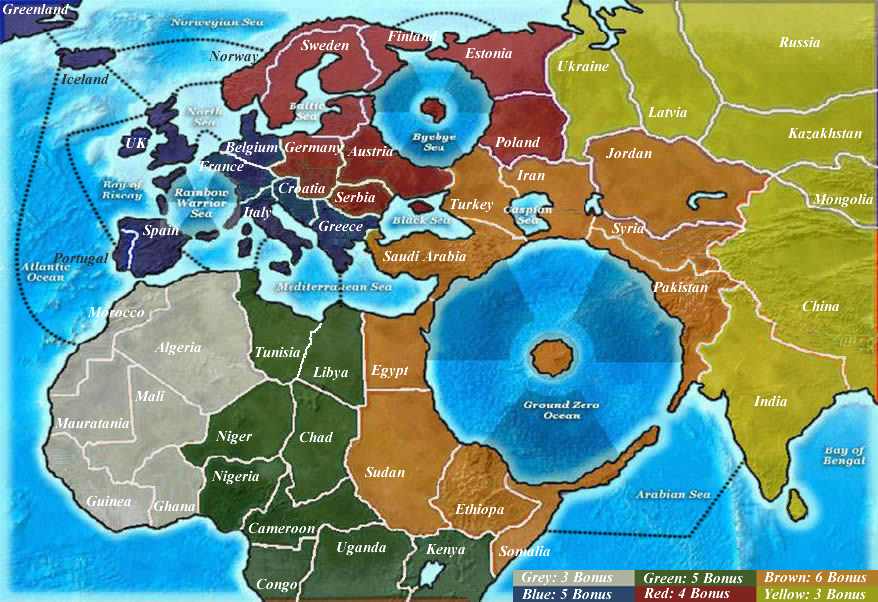 Greenland
Norwegian Sea
Iceland
Norway
Sweden
Finland
Estonia
Ukraine
Russia
North Sea
Baltic Sea
Latvia
Kazakhstan
UK
Belgium
Germany
Austria
Byebye Sea
Poland
Jordan
France
Croatia
Iran
Mongolia
Bay of Biscay
Rainbow Warrior Sea
Italy
Serbia
Turkey
Caspian Sea
Spain
Greece
Black Sea
Syria
Portugal
Saudi Arabia
Atlantic Ocean
Mediterranean Sea
Pakistan
Morocco
China
Algeria
Tunisia
Libya
Egypt
Mali
Ground Zero Ocean
India
Mauratania
Niger
Chad
Bay of Bengal
Nigeria
Sudan
Guinea
Ghana
Ethiopa
Arabian Sea
Cameroon
Uganda
Kenya
Somalia
Congo
Grey: 3 Bonus
Green: 5 Bonus
Brown: 6 Bonus
Blue: 5 Bonus
Red: 4 Bonus
Yellow: 3 Bonus